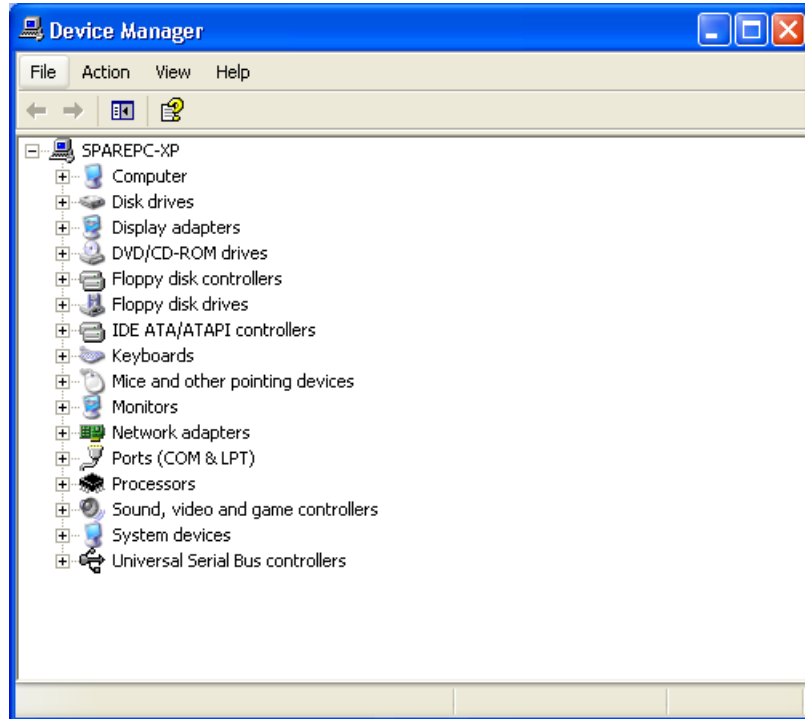 Device Manager
File Action View Help
SPAREPC-XP
Computer
Disk drives
Display adapters
DVD/CD-ROM drives
Floppy disk controllers
Floppy disk drives
IDE ATA/ATAPI controllers
Keyboards
Mice and other pointing devices
Monitors
Network adapters
Ports (COM & LPT)
Processors
Sound, video and game controllers
System devices
Universal Serial Bus controllers